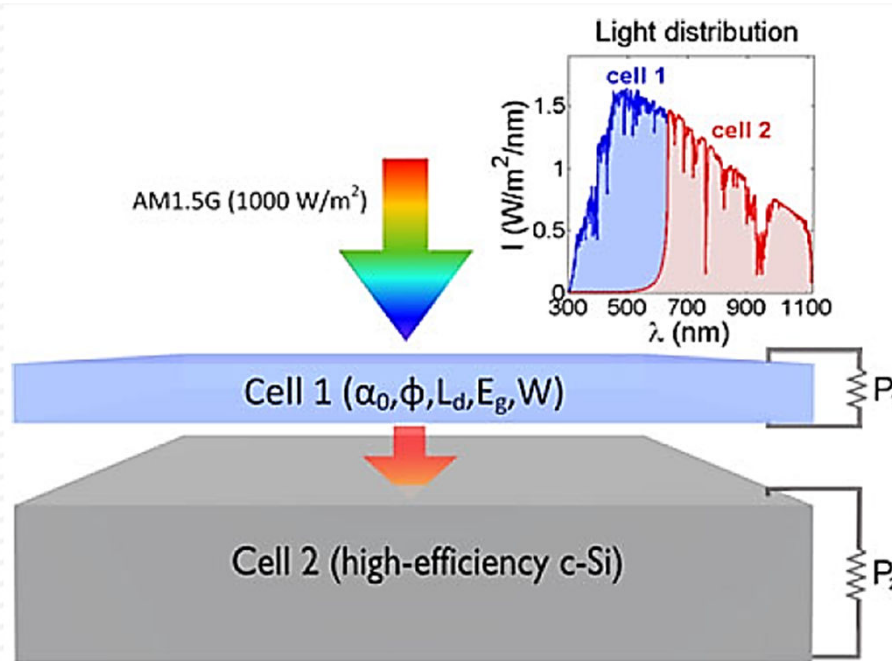 Light distribution
cell 1
cell 2
I (W/m²/nm)
1.5
1
0.5
0
300 500 700 900 1100
λ (nm)
AM1.5G (1000 W/m²)
Cell 1 (α₀,ϕ,L_d,E_g,W)
P
Cell 2 (high-efficiency c-Si)
P